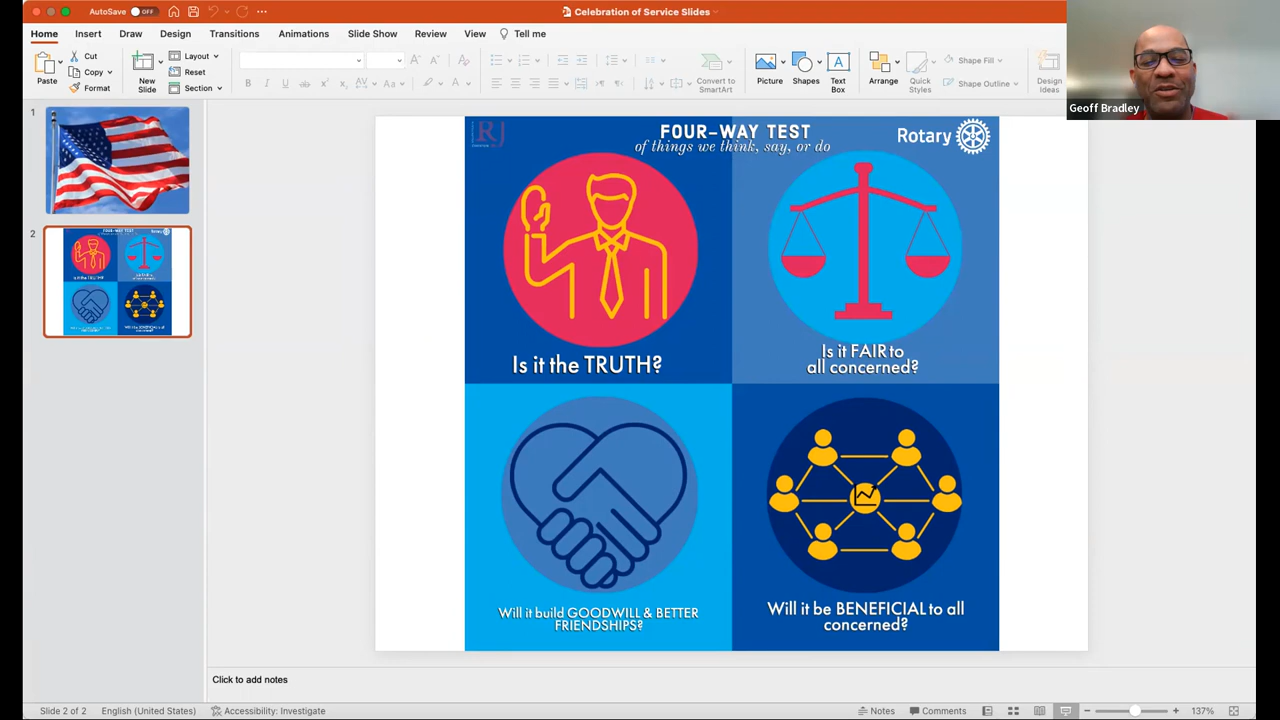 AutoSave
OFF
Celebration of Service Slides
Home
Insert
Draw
Design
Transitions
Animations
Slide Show
Review
View
Tell me
Paste
Cut
Copy
Format
New
Slide
Layout
Reset
Section
Convert to
SmartArt
Picture
Shapes
Text
Box
Arrange
Quick
Styles
Shape Fill
Shape Outline
Design
Ideas
Geoff Bradley
1
2
RJ
FOUR-WAY TEST
of things we think, say, or do
Rotary
Is it the TRUTH?
Is it FAIR to
all concerned?
Will it build GOODWILL & BETTER
FRIENDSHIPS?
Will it be BENEFICIAL to all
concerned?
Click to add notes
Slide 2 of 2
English (United States)
Accessibility: Investigate
Notes
Comments
137%